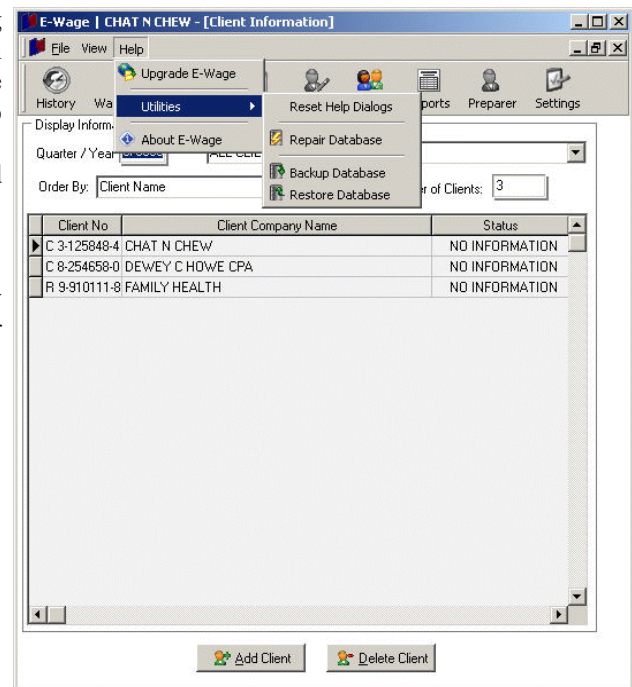 E-Wage | CHAT N CHEW - [Client Information]
File View Help
Upgrade E-Wage
Utilities
About E-Wage
Reset Help Dialogs
Repair Database
Backup Database
Restore Database
History Wa ports Preparer Settings
Display Inform
Quarter / Year ALL CLIE
Order By: Client Name r of Clients: 3
Client No Client Company Name Status
C 3-125848-4 CHAT N CHEW NO INFORMATION
C 8-254658-0 DEWEY C HOWE CPA NO INFORMATION
R 9-910111-8 FAMILY HEALTH NO INFORMATION
Add Client Delete Client